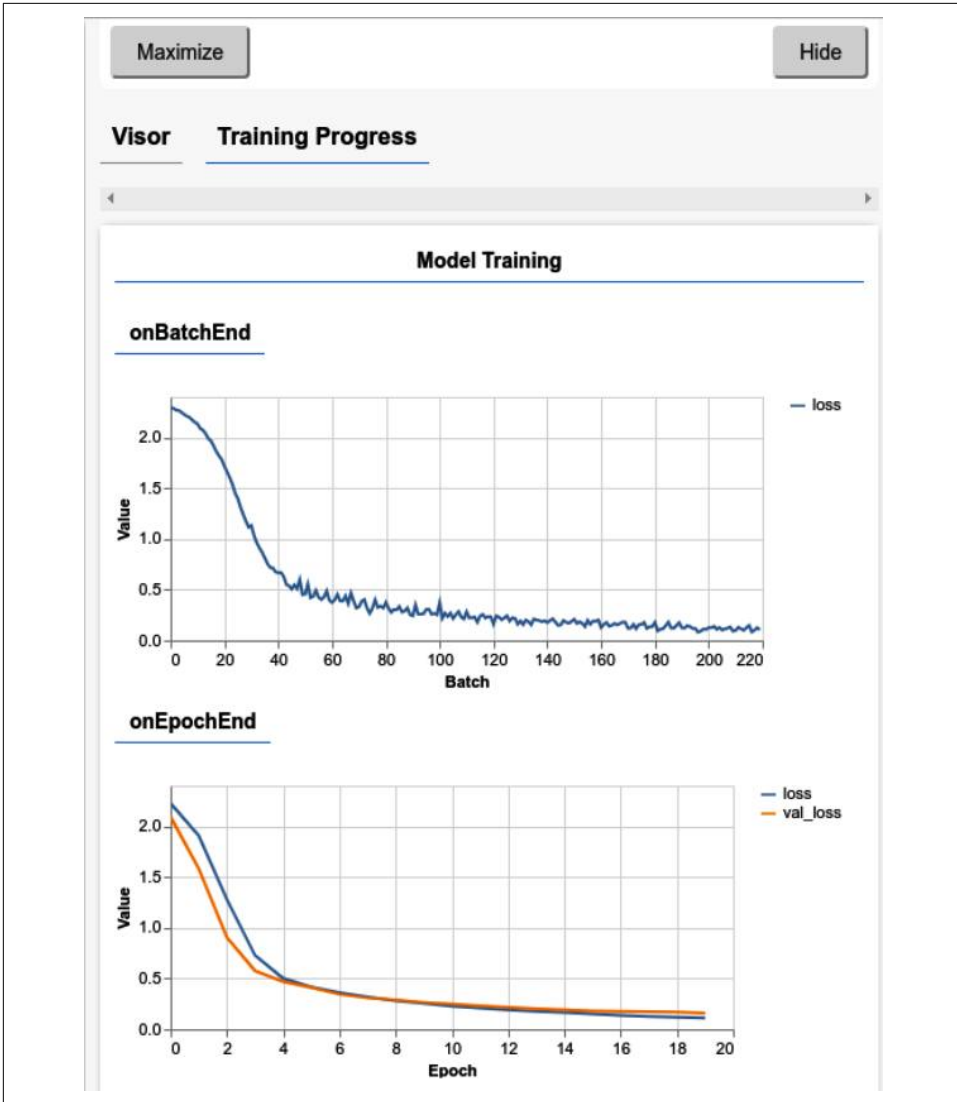 Maximize Hide
Visor Training Progress
Model Training
onBatchEnd
loss
2.0
1.5
1.0
0.5
0.0
Value
0 20 40 60 80 100 120 140 160 180 200 220
Batch
onEpochEnd
loss
val_loss
2.0
1.5
1.0
0.5
0.0
Value
0 2 4 6 8 10 12 14 16 18 20
Epoch